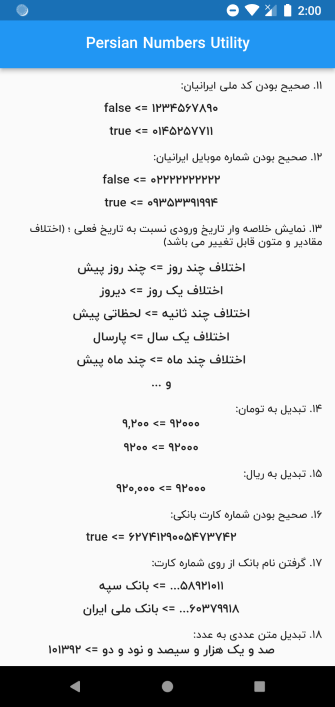 2:00
Persian Numbers Utility
۱۱. صحیح بودن کد ملی ایرانیان:
false <= ۱۲۳۴۵۶۷۸۹۰
true <= ۰۱۴۵۲۵۷۷۱۱
۱۲. صحیح بودن شماره موبایل ایرانیان:
false <= ۰۲۲۲۲۲۲۲۲۲۲
true <= ۰۹۳۵۳۳۹۱۹۹۴
۱۳. نمایش خلاصه وار تاریخ ورودی نسبت به تاریخ فعلی ؛ (اختلاف
مقادیر و متون قابل تغییر می باشد)
اختلاف چند روز => چند روز پیش
اختلاف یک روز => دیروز
اختلاف چند ثانیه => لحظاتی پیش
اختلاف یک سال => پارسال
اختلاف چند ماه => چند ماه پیش
و ...
۱۴. تبدیل به تومان:
۹,۲۰۰ <= ۹۲۰۰۰
۹۲۰۰ <= ۹۲۰۰۰
۱۵. تبدیل به ریال:
۹۲۰,۰۰۰ <= ۹۲۰۰۰
۱۶. صحیح بودن شماره کارت بانکی:
true <= ۶۲۷۴۱۲۹۰۰۵۴۷۳۷۴۲
۱۷. گرفتن نام بانک از روی شماره کارت:
۵۸۹۲۱۰۱۱... => بانک سپه
۶۰۳۷۹۹۱۸... => بانک ملی ایران
۱۸. تبدیل متن عددی به عدد:
صد و یک هزار و سیصد و نود و دو => ۱۰۱۳۹۲